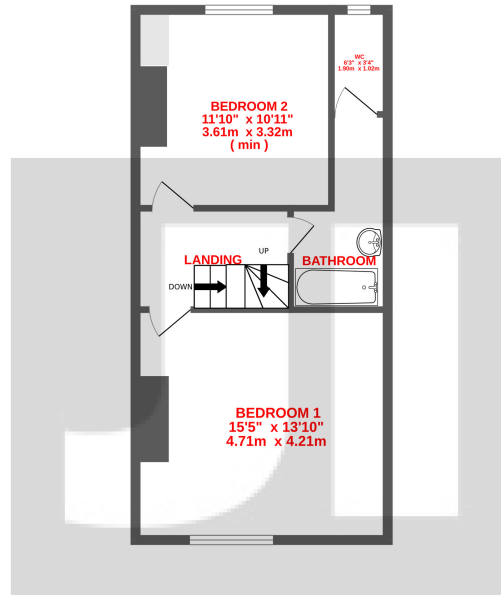 WC
6'3" x 3'4"
1.90m x 1.02m
BEDROOM 2
11'10" x 10'11"
3.61m x 3.32m
( min )
UP
LANDING
BATHROOM
DOWN
BEDROOM 1
15'5" x 13'10"
4.71m x 4.21m